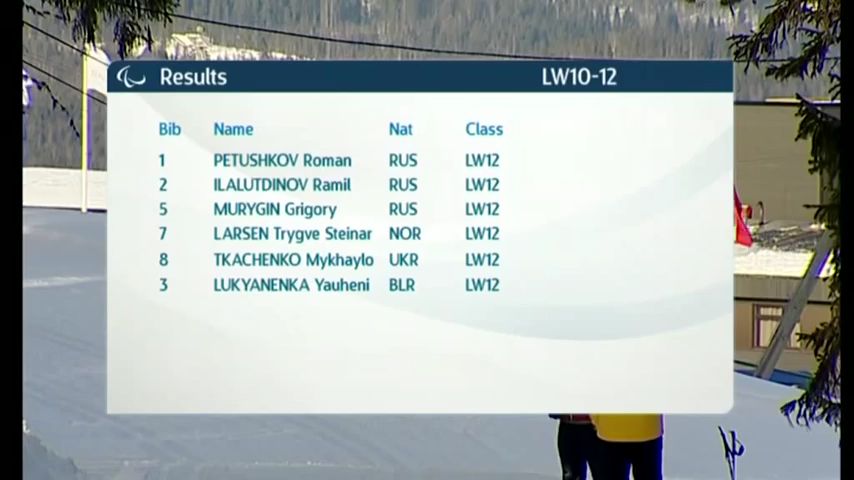 Results LW10-12
Bib Name Nat Class
1 PETUSHKOV Roman RUS LW12
2 ILALUTDINOV Ramil RUS LW12
5 MURYGIN Grigory RUS LW12
7 LARSEN Trygve Steinar NOR LW12
8 TKACHENKO Mykhaylo UKR LW12
3 LUKYANENKA Yauheni BLR LW12